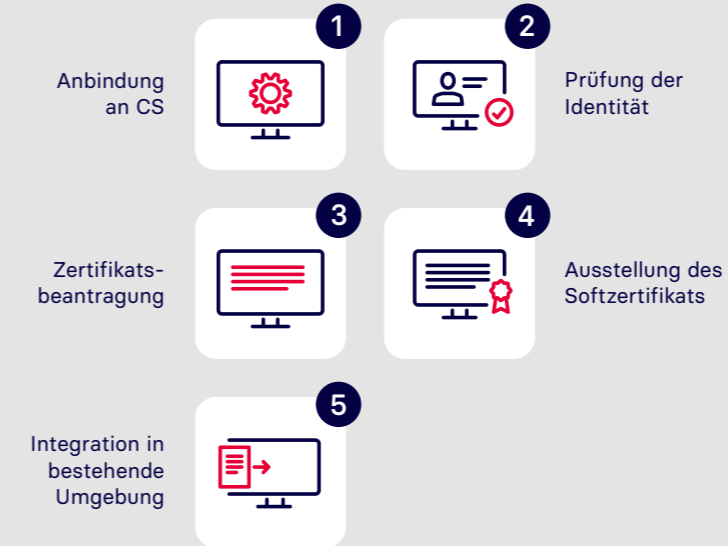 1
Anbindung
an CS
2
Prüfung der
Identität
3
Zertifikats-
beantragung
4
Ausstellung des
Softzertifikats
5
Integration in
bestehende
Umgebung